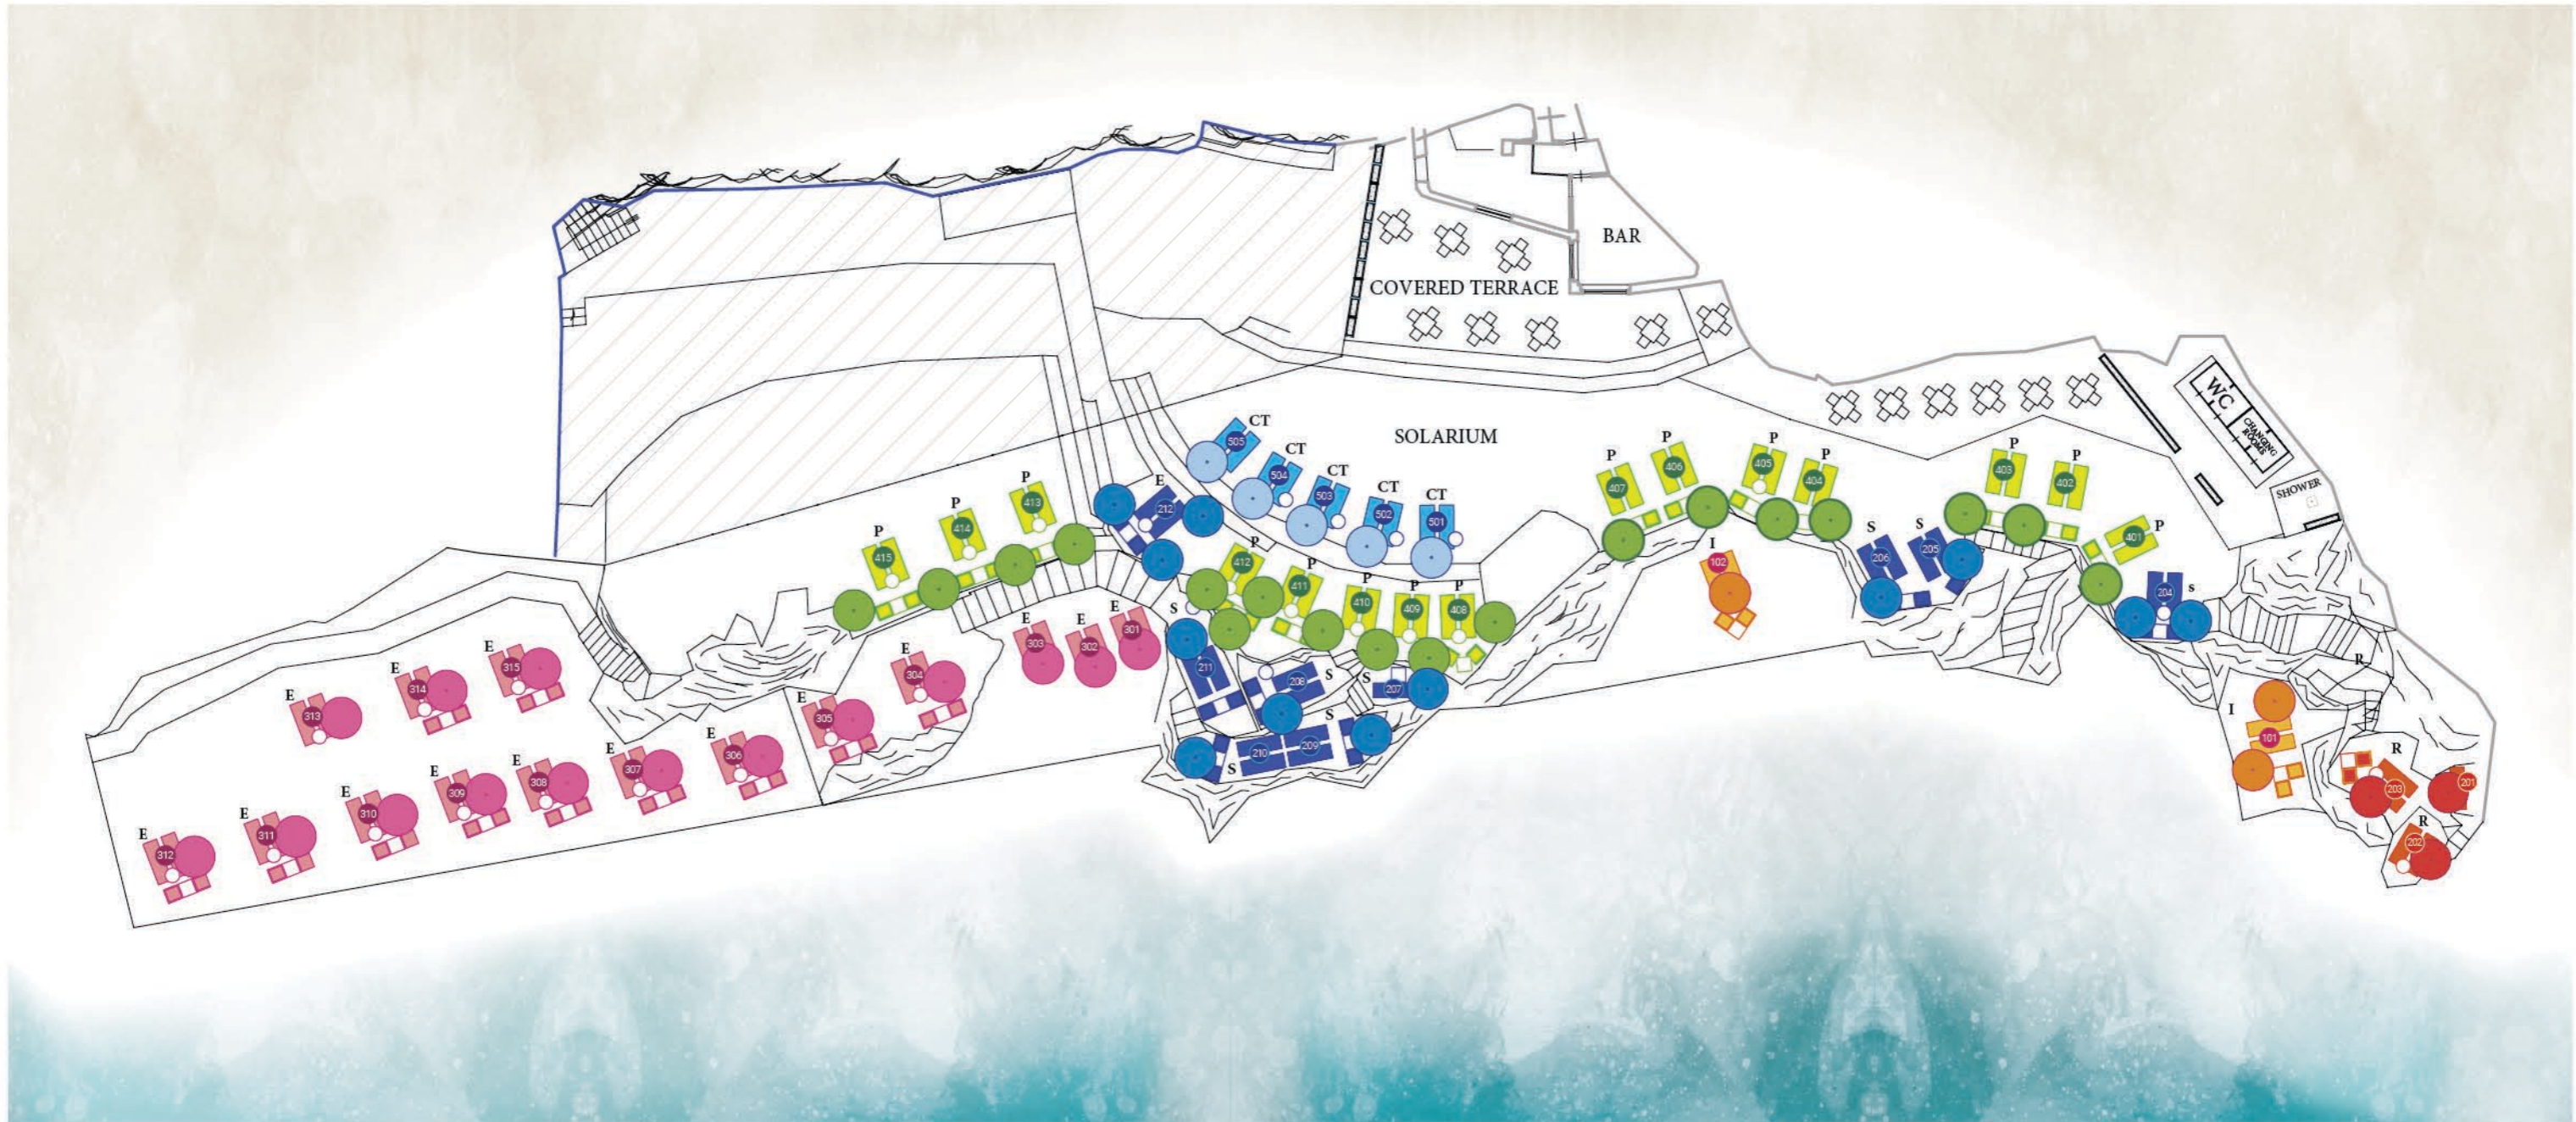 BAR
COVERED TERRACE
WC
CHANGING
ROOMS
SHOWER
SOLARIUM
CT
505
CT
504
CT
503
CT
502
CT
501
P
407
P
406
P
405
P
404
P
403
P
402
P
401
E
212
P
413
P
414
P
415
P
412
P
411
P
410
P
409
P
408
I
102
S
206
S
205
204
s
S
211
208
S
S
207
S
210
209
S
E
303
E
302
E
301
E
304
E
305
E
306
E
307
E
308
E
309
E
310
E
311
E
312
E
313
E
314
E
315
R
I
101
R
203
201
R
202